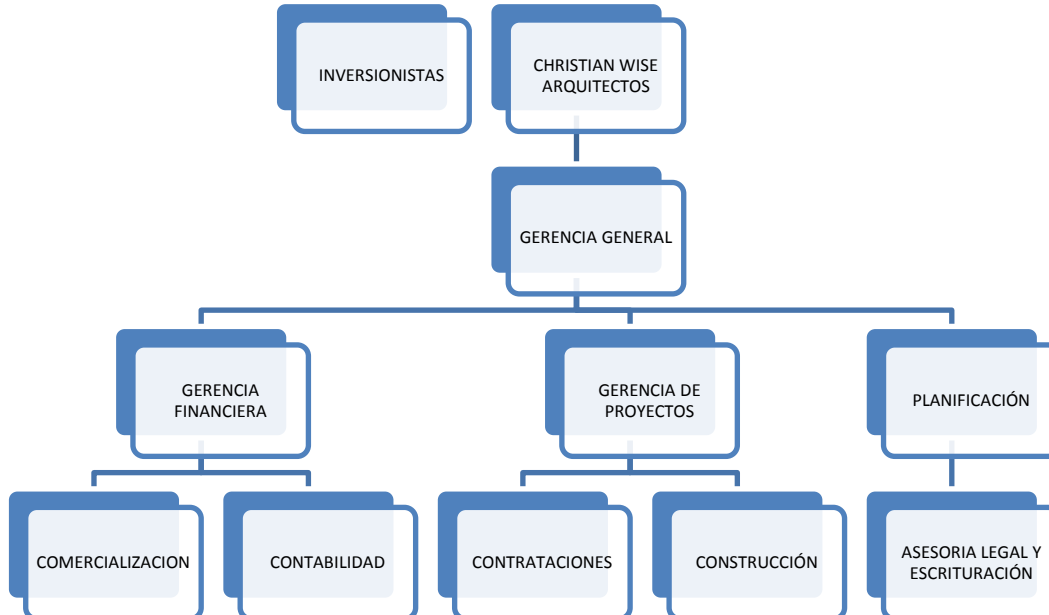 INVERSIONISTAS
CHRISTIAN WISE
ARQUITECTOS
GERENCIA GENERAL
GERENCIA
FINANCIERA
GERENCIA DE
PROYECTOS
PLANIFICACIÓN
COMERCIALIZACION
CONTABILIDAD
CONTRATACIONES
CONSTRUCCIÓN
ASESORIA LEGAL Y
ESCRITURACIÓN